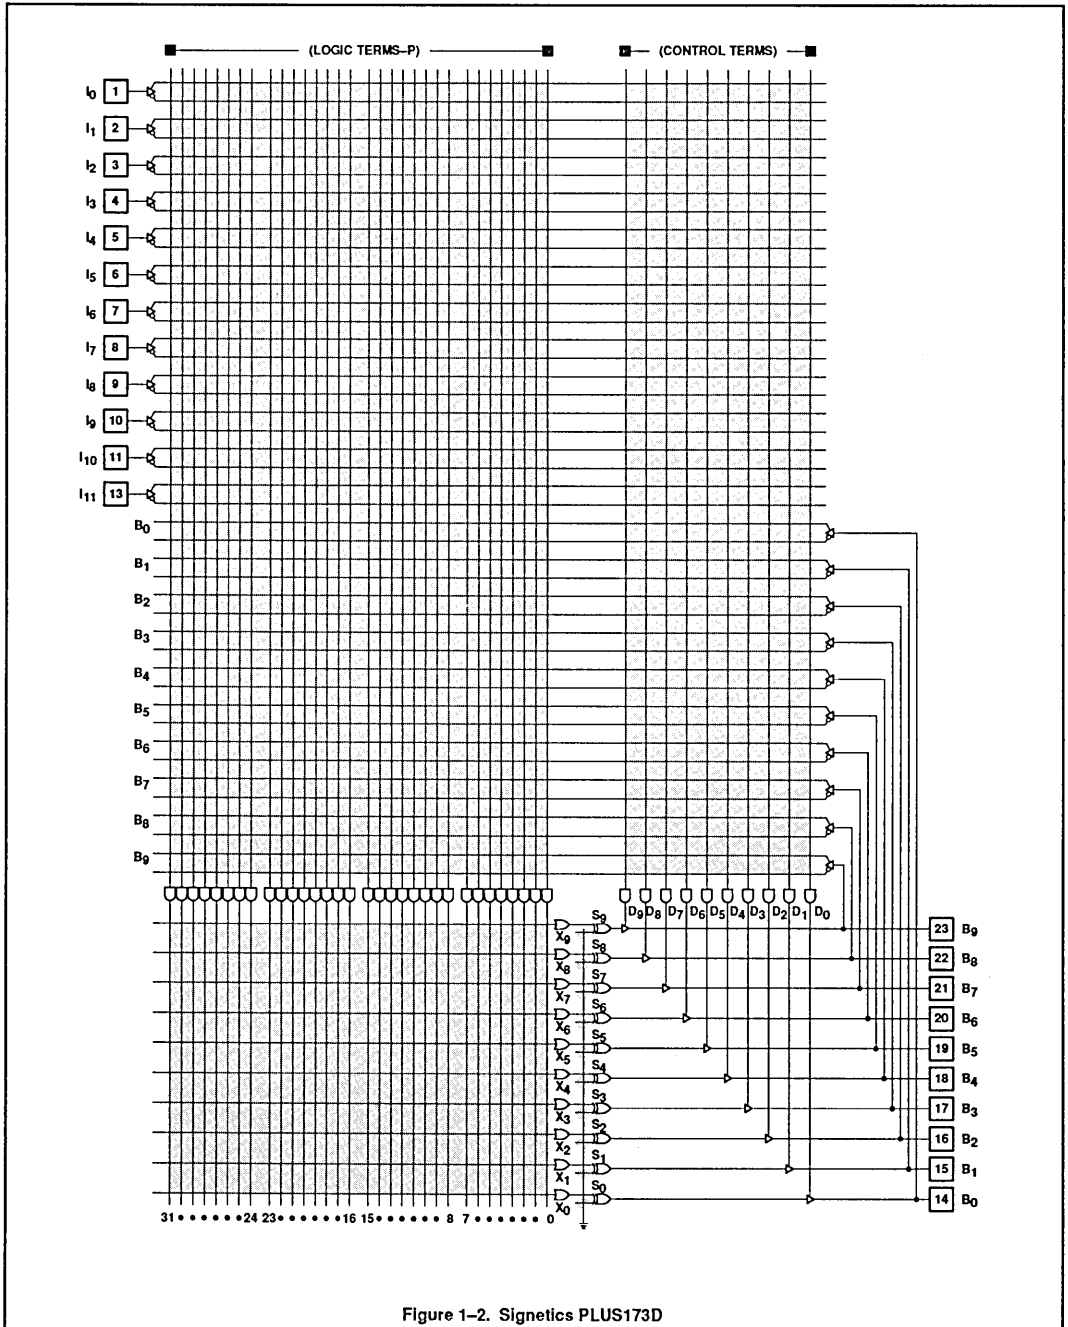 (LOGIC TERMS–P) (CONTROL TERMS)
I0 1
I1 2
I2 3
I3 4
I4 5
I5 6
I6 7
I7 8
I8 9
I9 10
I10 11
I11 13
B0
B1
B2
B3
B4
B5
B6
B7
B8
B9
D9 D8 D7 D6 D5 D4 D3 D2 D1 D0
S9
X9 23 B9
S8
X8 22 B8
S7
X7 21 B7
S6
X6 20 B6
S5
X5 19 B5
S4
X4 18 B4
S3
X3 17 B3
S2
X2 16 B2
S1
X1 15 B1
S0
X0 14 B0
31 24 23 16 15 8 7 0
Figure 1–2. Signetics PLUS173D